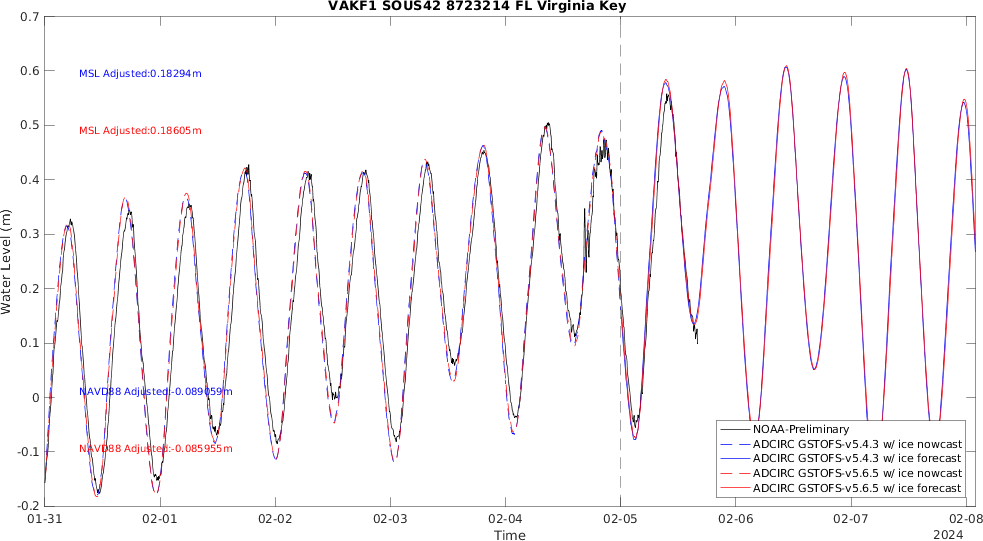 VAKF1 SOUS42 8723214 FL Virginia Key
0.7
0.6
0.5
0.4
0.3
0.2
0.1
0
-0.1
-0.2
Water Level (m)
MSL Adjusted:0.18294m
MSL Adjusted:0.18605m
NAVD88 Adjusted:-0.089059m
NAVD88 Adjusted:-0.085955m
NOAA-Preliminary
ADCIRC GSTOFS-v5.4.3 w/ ice nowcast
ADCIRC GSTOFS-v5.4.3 w/ ice forecast
ADCIRC GSTOFS-v5.6.5 w/ ice nowcast
ADCIRC GSTOFS-v5.6.5 w/ ice forecast
01-31 02-01 02-02 02-03 02-04 02-05 02-06 02-07 02-08
Time
2024